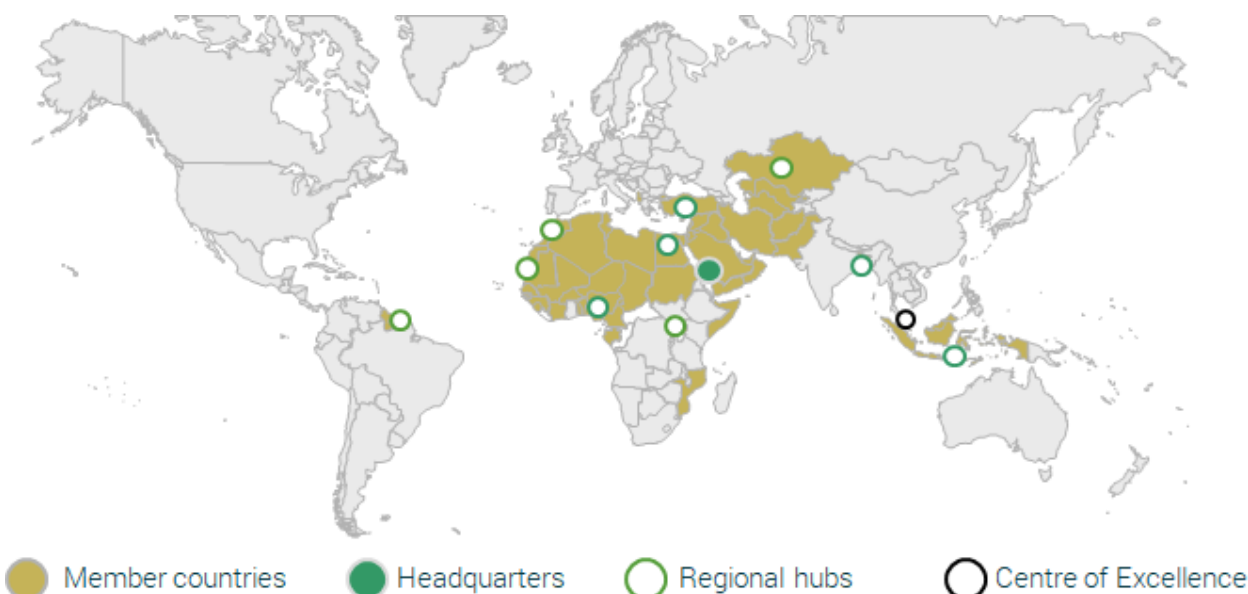 Member countries
Headquarters
Regional hubs
Centre of Excellence